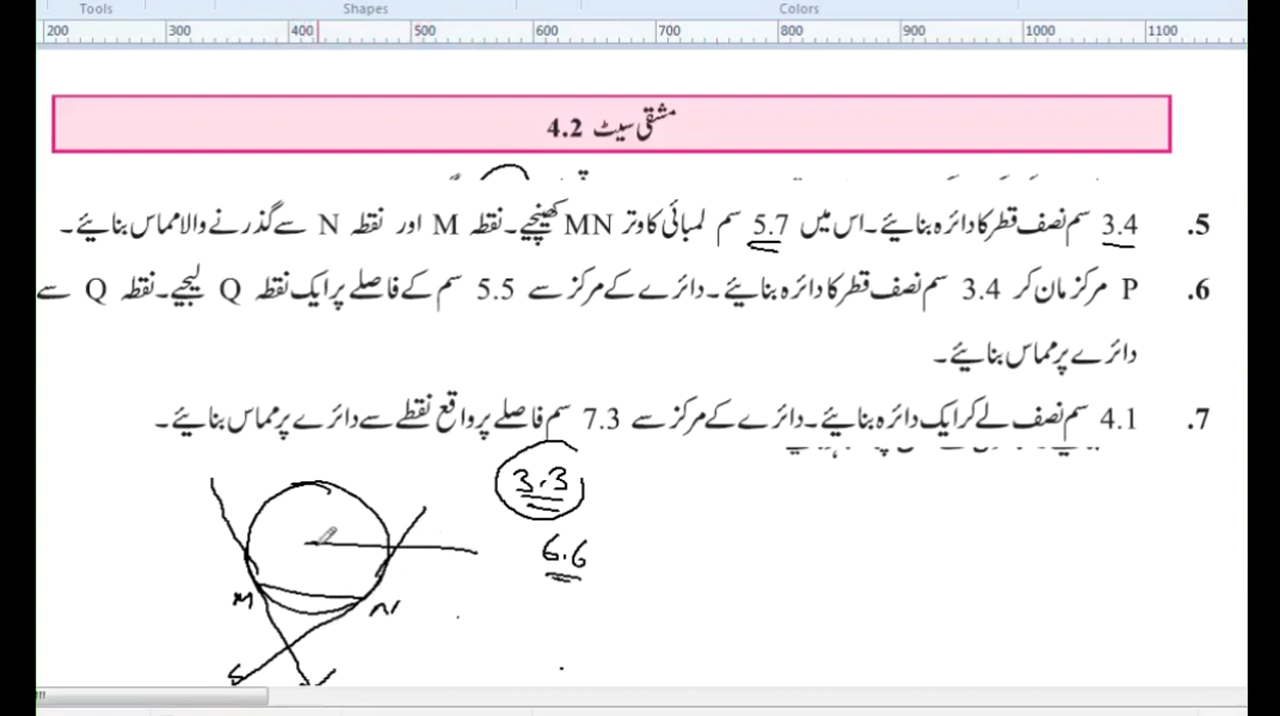 Tools Shapes Colors
200 300 400 500 600 700 800 900 1000 1100
مشقی سیٹ 4.2
5. 3.4 سم نصف قطر کا دائرہ بنائیے۔ اس میں 5.7 سم لمبائی کا وتر MN کھینچیے۔ نقطہ M اور نقطہ N سے گذرنے والا مماس بنائیے۔
6. P مرکز مان کر 3.4 سم نصف قطر کا دائرہ بنائیے۔ دائرے کے مرکز سے 5.5 سم کے فاصلے پر ایک نقطہ Q لیجیے۔ نقطہ Q سے
دائرے پر مماس بنائیے۔
7. 4.1 سم نصف لے کر ایک دائرہ بنائیے۔ دائرے کے مرکز سے 7.3 سم فاصلے پر واقع نقطے سے دائرے پر مماس بنائیے۔
3.3
6.6
M N